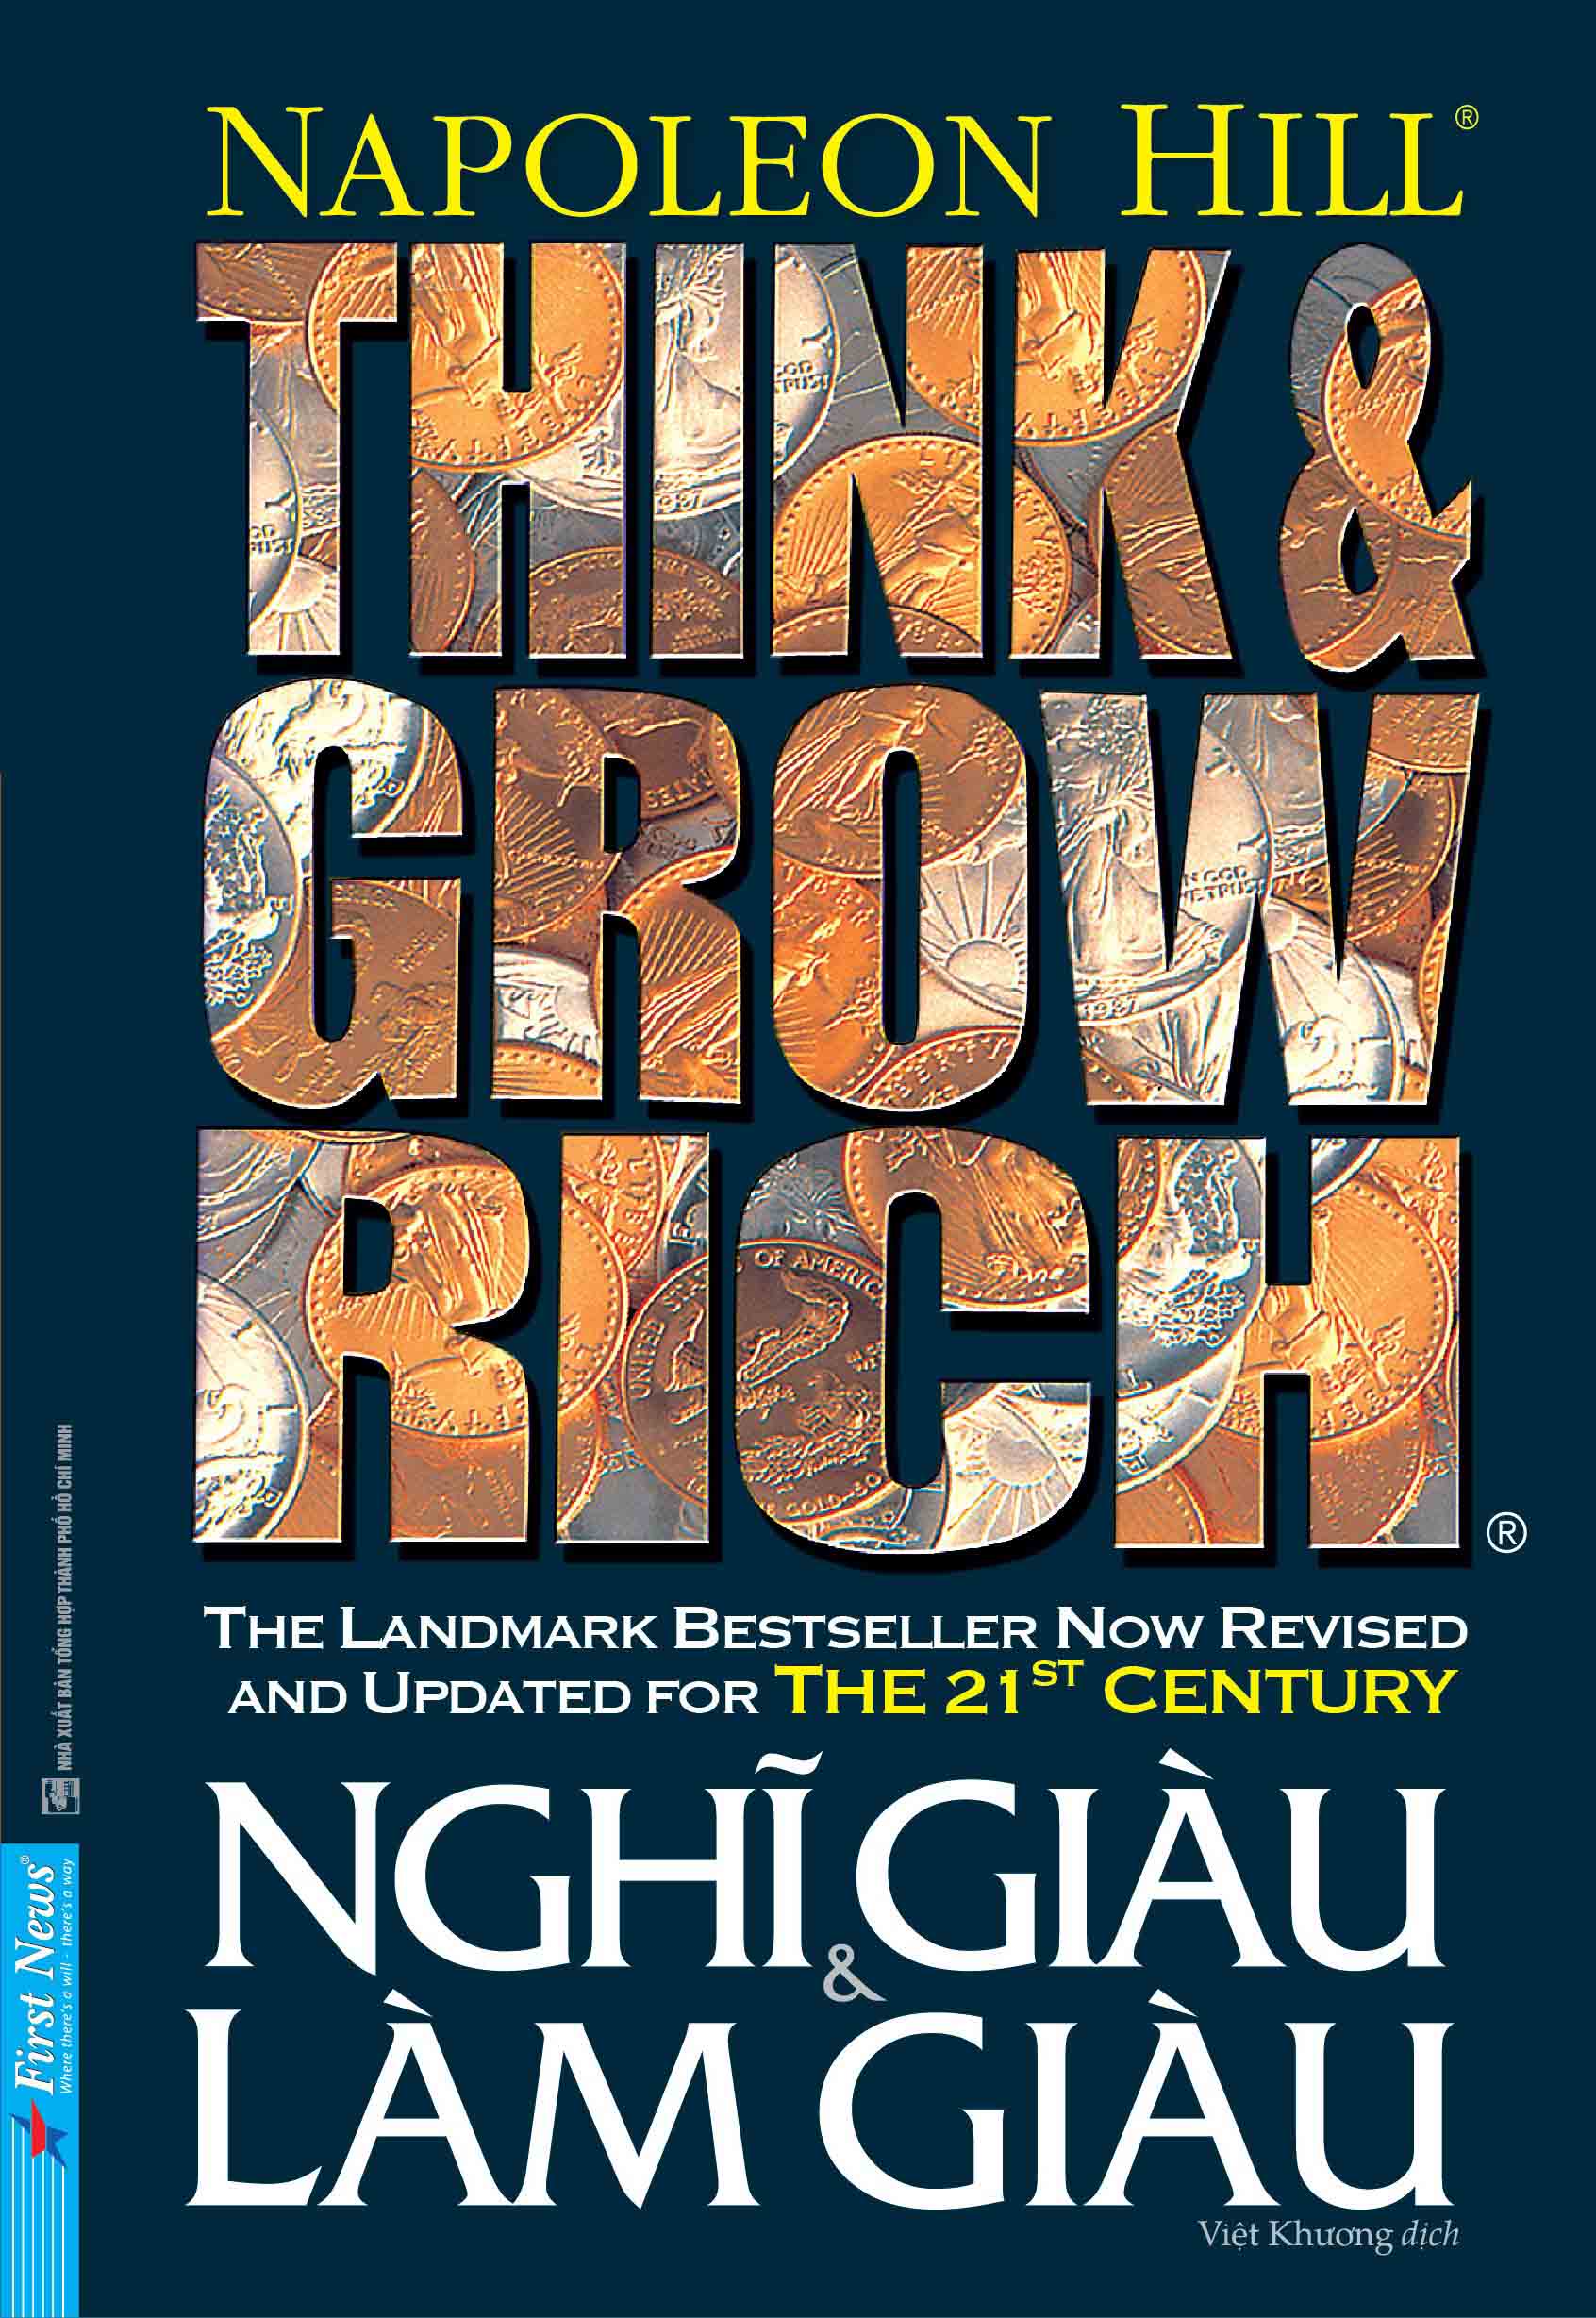 NAPOLEON HILL®
THINK &
GROW
RICH®
THE LANDMARK BESTSELLER NOW REVISED
AND UPDATED FOR THE 21ST CENTURY
NGHĨ GIÀU
&
LÀM GIÀU
Việt Khương dịch
NHÀ XUẤT BẢN TỔNG HỢP THÀNH PHỐ HỒ CHÍ MINH
First News®
Where there's a will - there's a way